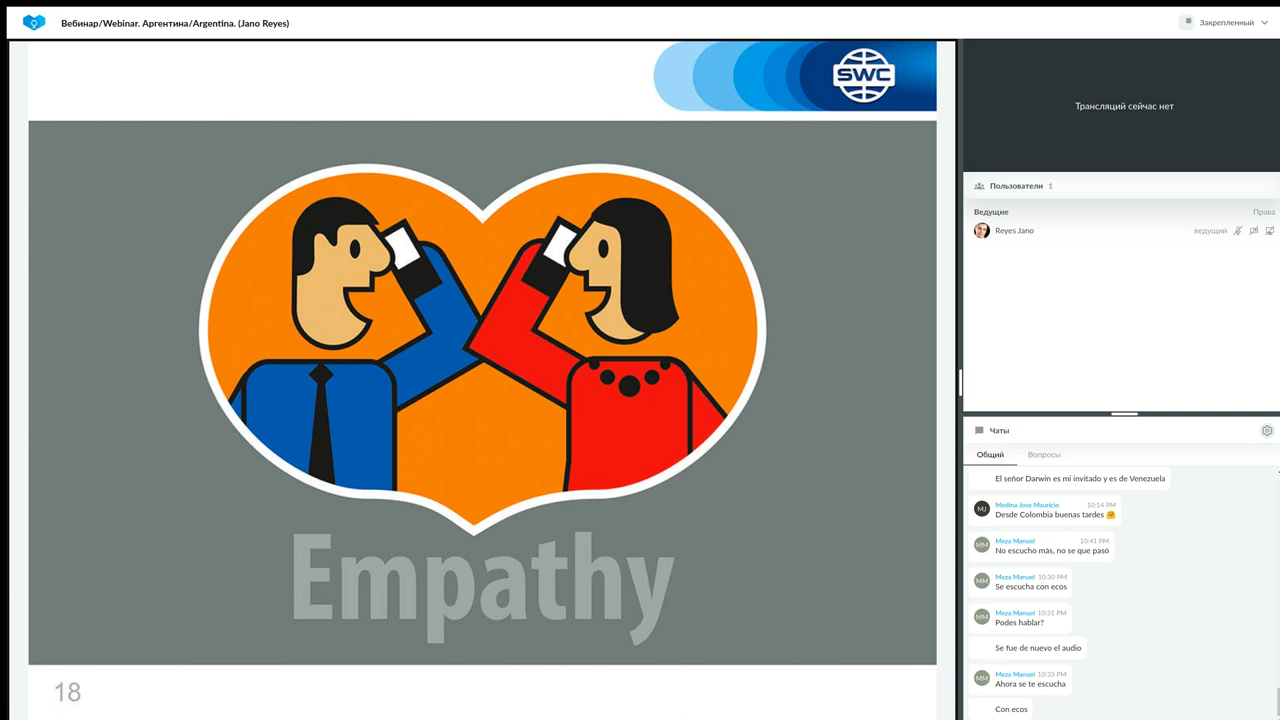 Вебинар/Webinar. Аргентина/Argentina. (Jano Reyes)
Закрепленный
SWC
Empathy
18
Трансляций сейчас нет
Пользователи 1
Ведущие Права
Reyes Jano ведущий
Чаты
Общий Вопросы
El señor Darwin es mi invitado y es de Venezuela
MJ Medina Jose Mauricio 10:14 PM
Desde Colombia buenas tardes 🤗
MM Meza Manuel 10:41 PM
No escucho más, no se que pasó
MM Meza Manuel 10:30 PM
Se escucha con ecos
MM Meza Manuel 10:31 PM
Podes hablar?
Se fue de nuevo el audio
MM Meza Manuel 10:33 PM
Ahora se te escucha
Con ecos